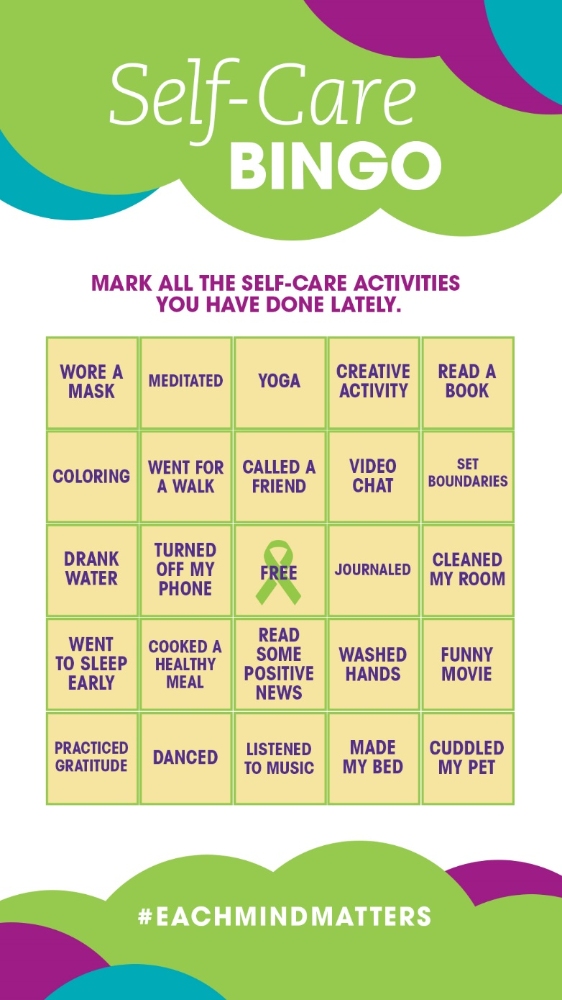 Self-Care
BINGO
MARK ALL THE SELF-CARE ACTIVITIES
YOU HAVE DONE LATELY.
WORE A
MASK
MEDITATED
YOGA
CREATIVE
ACTIVITY
READ A
BOOK
COLORING
WENT FOR
A WALK
CALLED A
FRIEND
VIDEO
CHAT
SET
BOUNDARIES
DRANK
WATER
TURNED
OFF MY
PHONE
FREE
JOURNALED
CLEANED
MY ROOM
WENT
TO SLEEP
EARLY
COOKED A
HEALTHY
MEAL
READ
SOME
POSITIVE
NEWS
WASHED
HANDS
FUNNY
MOVIE
PRACTICED
GRATITUDE
DANCED
LISTENED
TO MUSIC
MADE
MY BED
CUDDLED
MY PET
#EACHMINDMATTERS